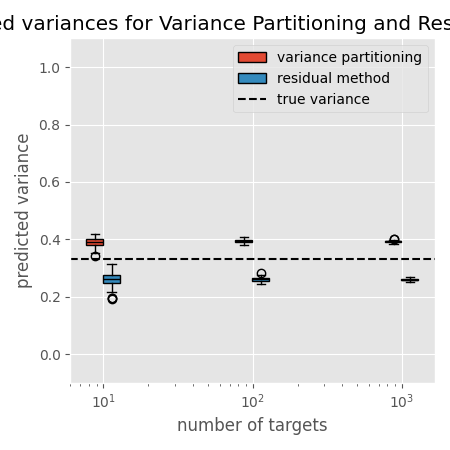 ed variances for Variance Partitioning and Res
variance partitioning
residual method
true variance
predicted variance
1.0
0.8
0.6
0.4
0.2
0.0
10¹
10²
10³
number of targets